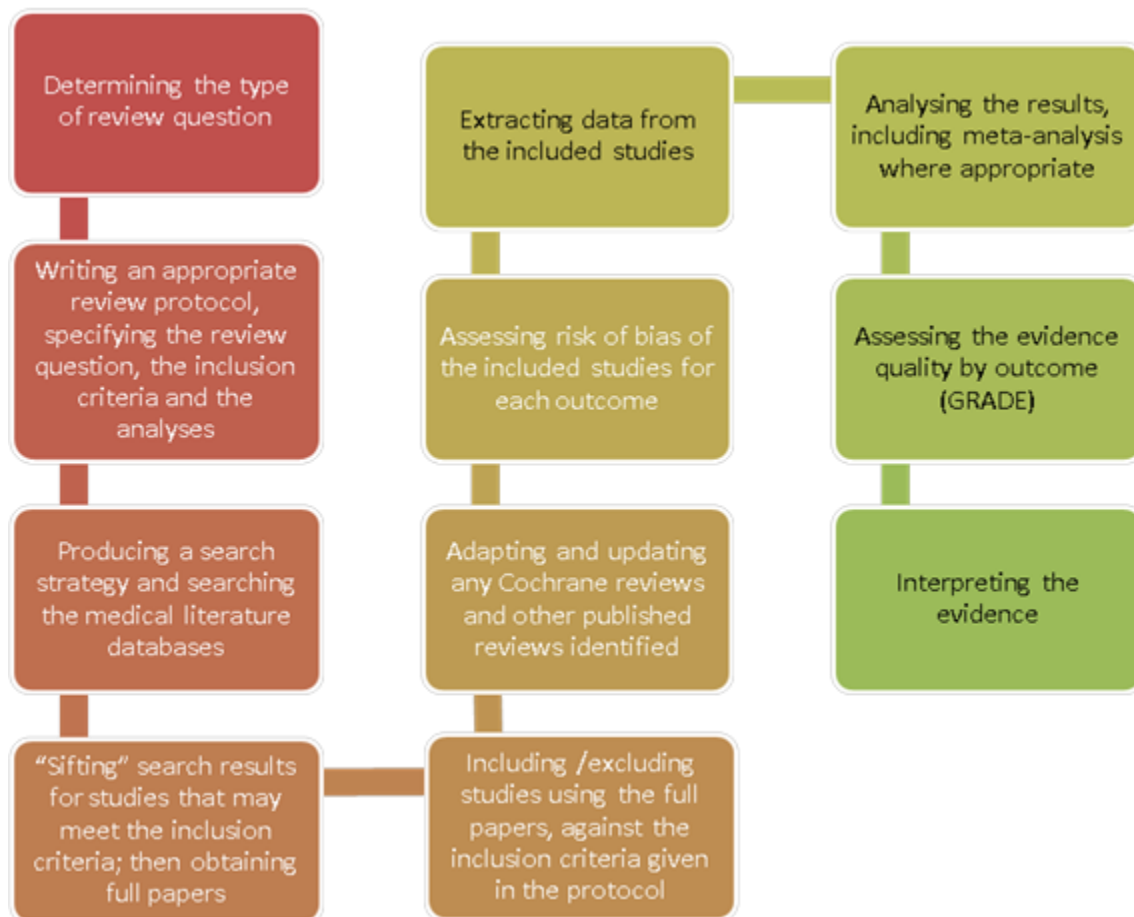 Determining the type
of review question
Writing an appropriate
review protocol,
specifying the review
question, the inclusion
criteria and the
analyses
Producing a search
strategy and searching
the medical literature
databases
“Sifting” search results
for studies that may
meet the inclusion
criteria; then obtaining
full papers
Including /excluding
studies using the full
papers, against the
inclusion criteria given
in the protocol
Adapting and updating
any Cochrane reviews
and other published
reviews identified
Assessing risk of bias of
the included studies for
each outcome
Extracting data from
the included studies
Analysing the results,
including meta-analysis
where appropriate
Assessing the evidence
quality by outcome
(GRADE)
Interpreting the
evidence